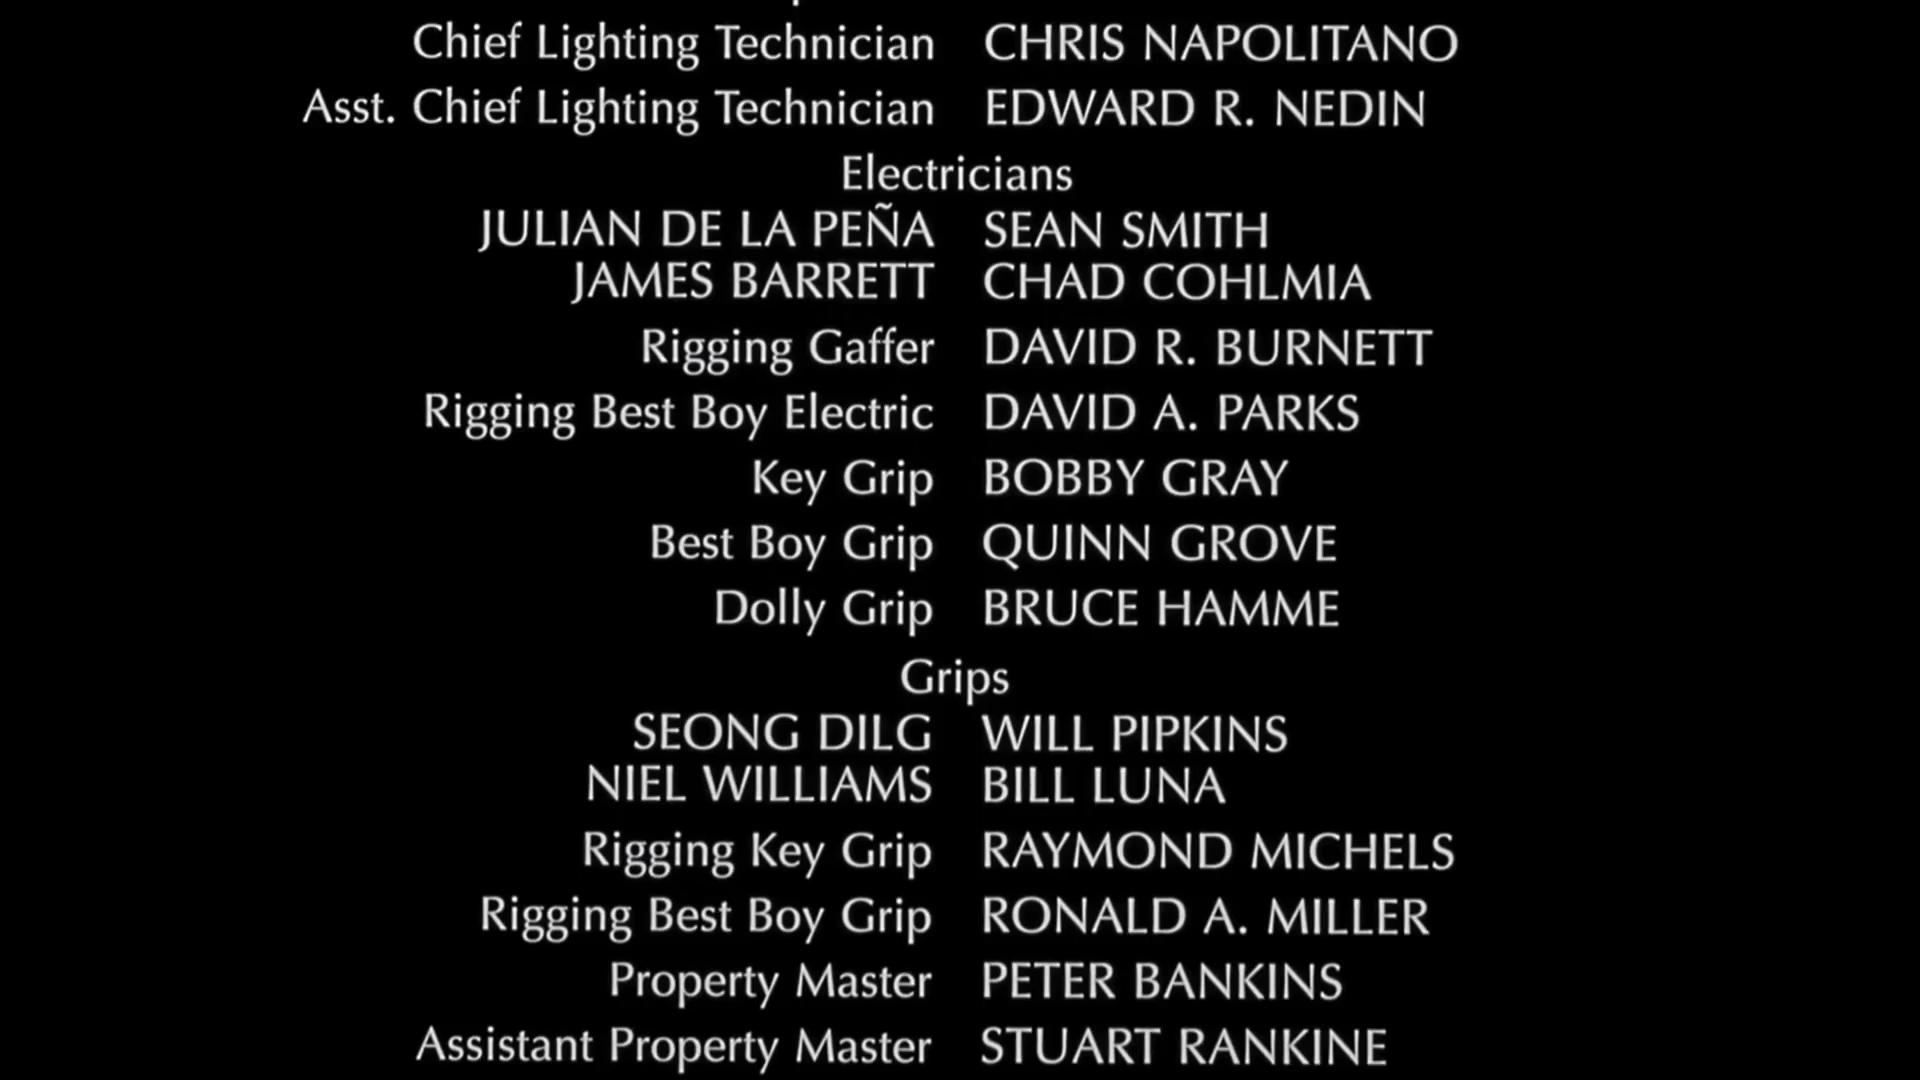 Chief Lighting Technician CHRIS NAPOLITANO
Asst. Chief Lighting Technician EDWARD R. NEDIN
Electricians
JULIAN DE LA PEÑA SEAN SMITH
JAMES BARRETT CHAD COHLMIA
Rigging Gaffer DAVID R. BURNETT
Rigging Best Boy Electric DAVID A. PARKS
Key Grip BOBBY GRAY
Best Boy Grip QUINN GROVE
Dolly Grip BRUCE HAMME
Grips
SEONG DILG WILL PIPKINS
NIEL WILLIAMS BILL LUNA
Rigging Key Grip RAYMOND MICHELS
Rigging Best Boy Grip RONALD A. MILLER
Property Master PETER BANKINS
Assistant Property Master STUART RANKINE